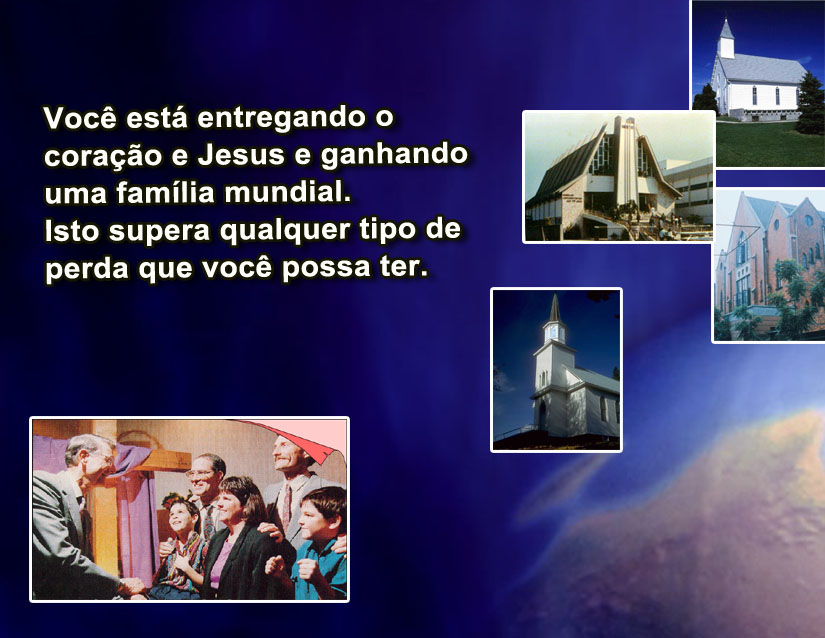 Você está entregando o
coração e Jesus e ganhando
uma família mundial.
Isto supera qualquer tipo de
perda que você possa ter.